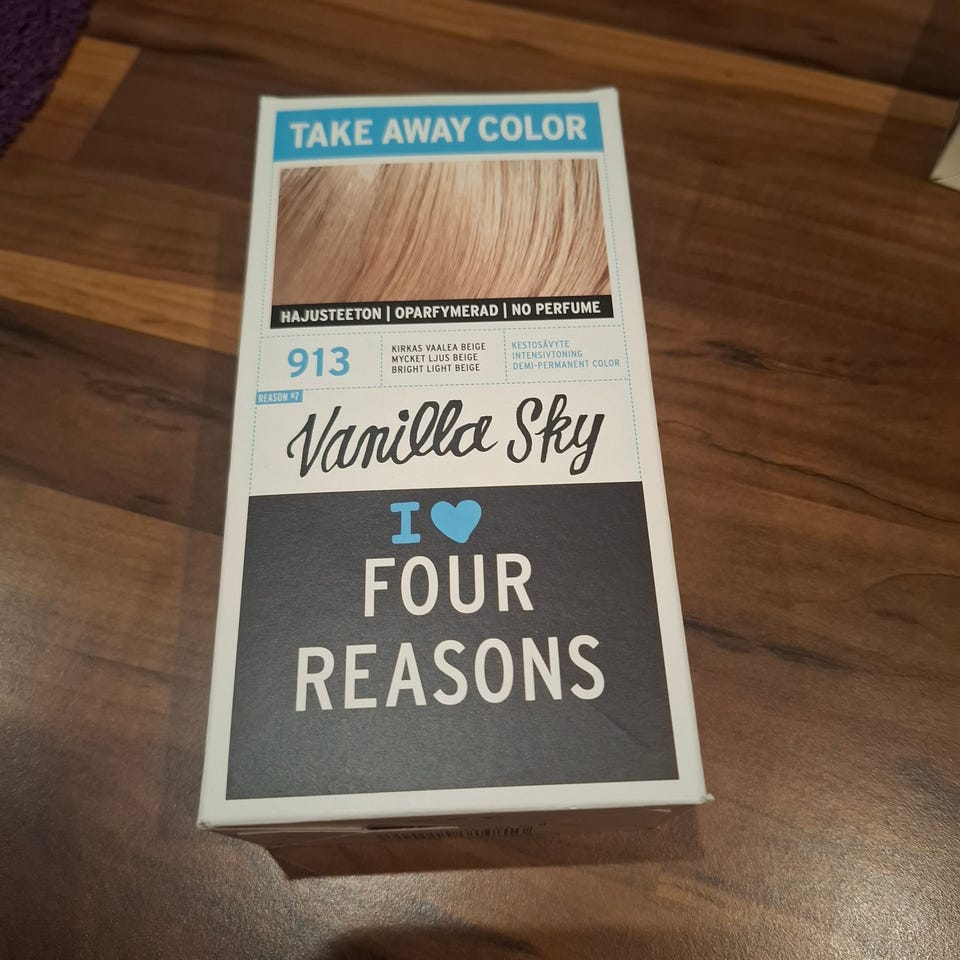 TAKE AWAY COLOR
HAJUSTEETON | OPARFYMERAD | NO PERFUME
913
KIRKAS VAALEA BEIGE
MYCKET LJUS BEIGE
BRIGHT LIGHT BEIGE
KESTOSÄVYTE
INTENSIVTONING
DEMI-PERMANENT COLOR
REASON #7
Vanilla Sky
I ♥
FOUR
REASONS